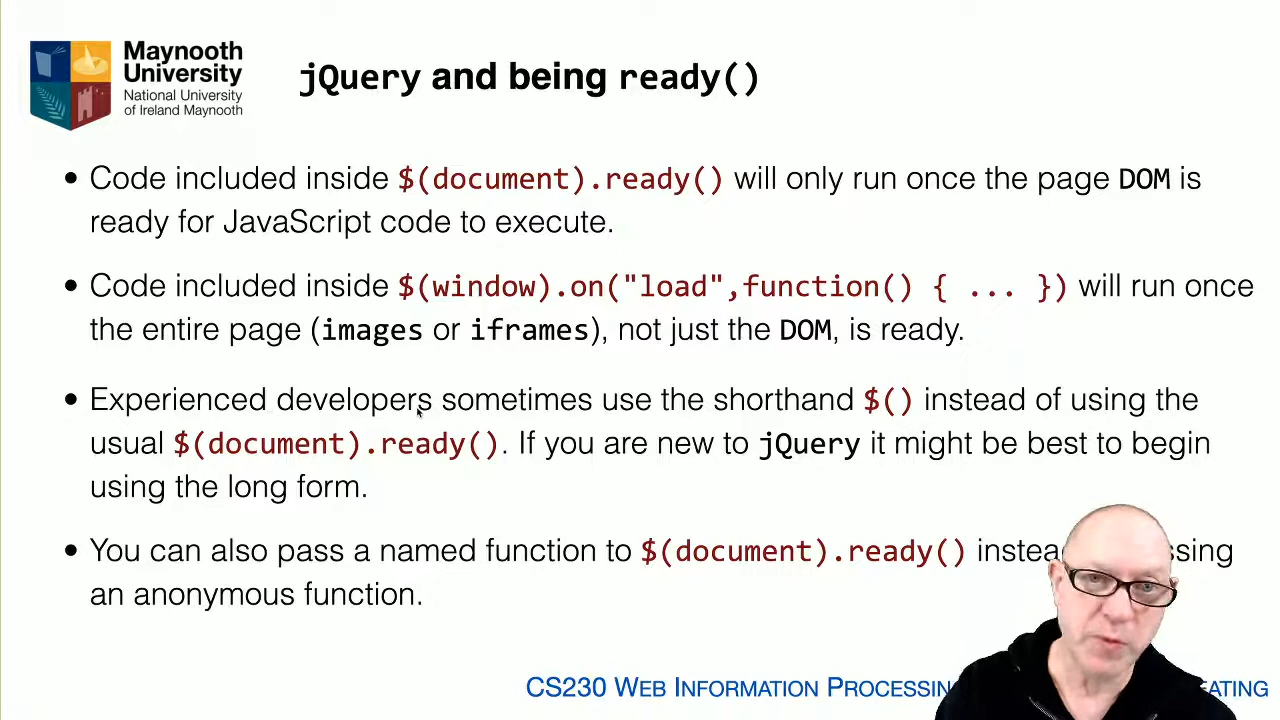 Maynooth
University
National University
of Ireland Maynooth
jQuery and being ready()
• Code included inside $(document).ready() will only run once the page DOM is
ready for JavaScript code to execute.
• Code included inside $(window).on("load",function() { ... }) will run once
the entire page (images or iframes), not just the DOM, is ready.
• Experienced developers sometimes use the shorthand $() instead of using the
usual $(document).ready(). If you are new to jQuery it might be best to begin
using the long form.
• You can also pass a named function to $(document).ready()
an anonymous function.
CS230 WEB INFORMATION